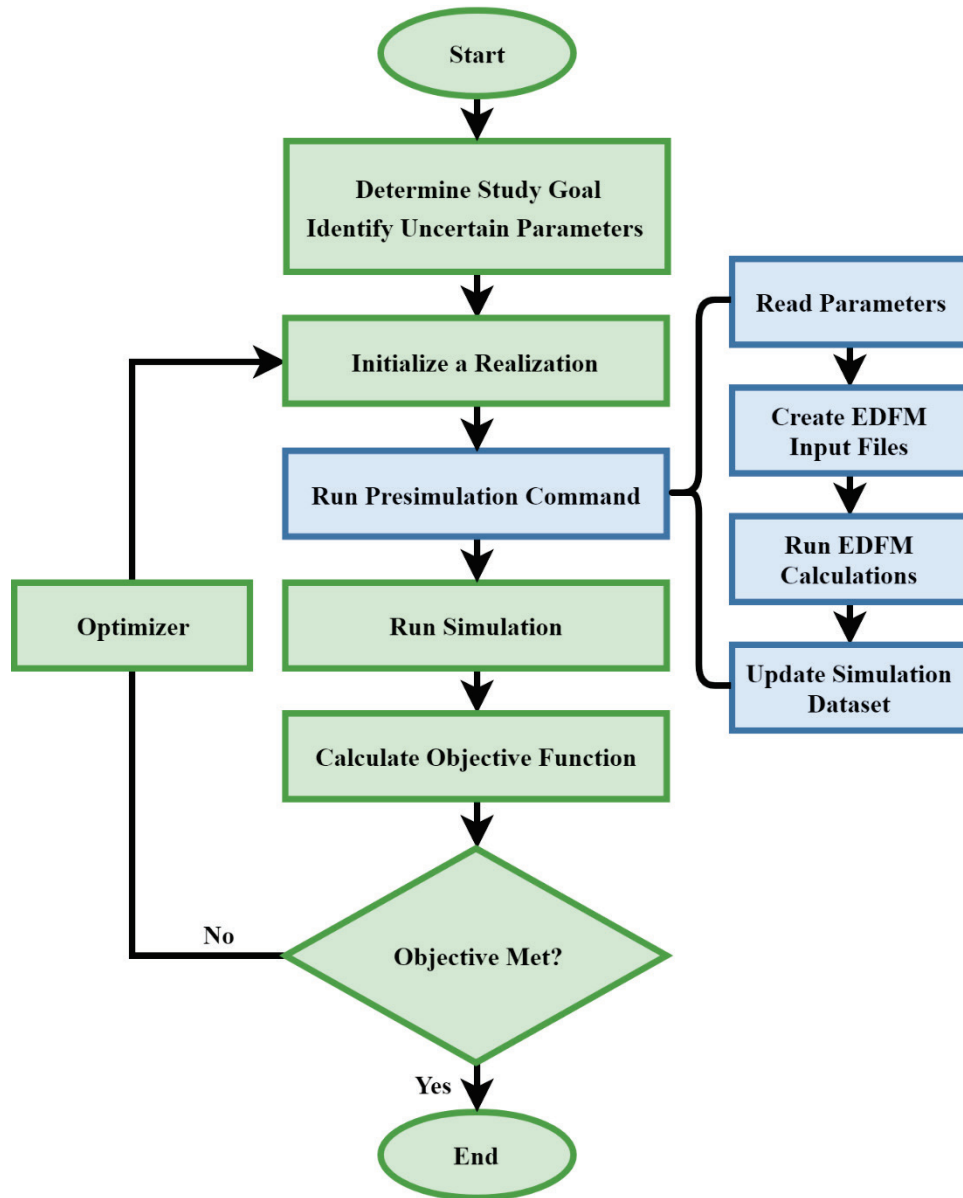 Start
Determine Study Goal
Identify Uncertain Parameters
Initialize a Realization
Run Presimulation Command
Read Parameters
Create EDFM
Input Files
Run EDFM
Calculations
Update Simulation
Dataset
Run Simulation
Optimizer
Calculate Objective Function
Objective Met?
No
Yes
End